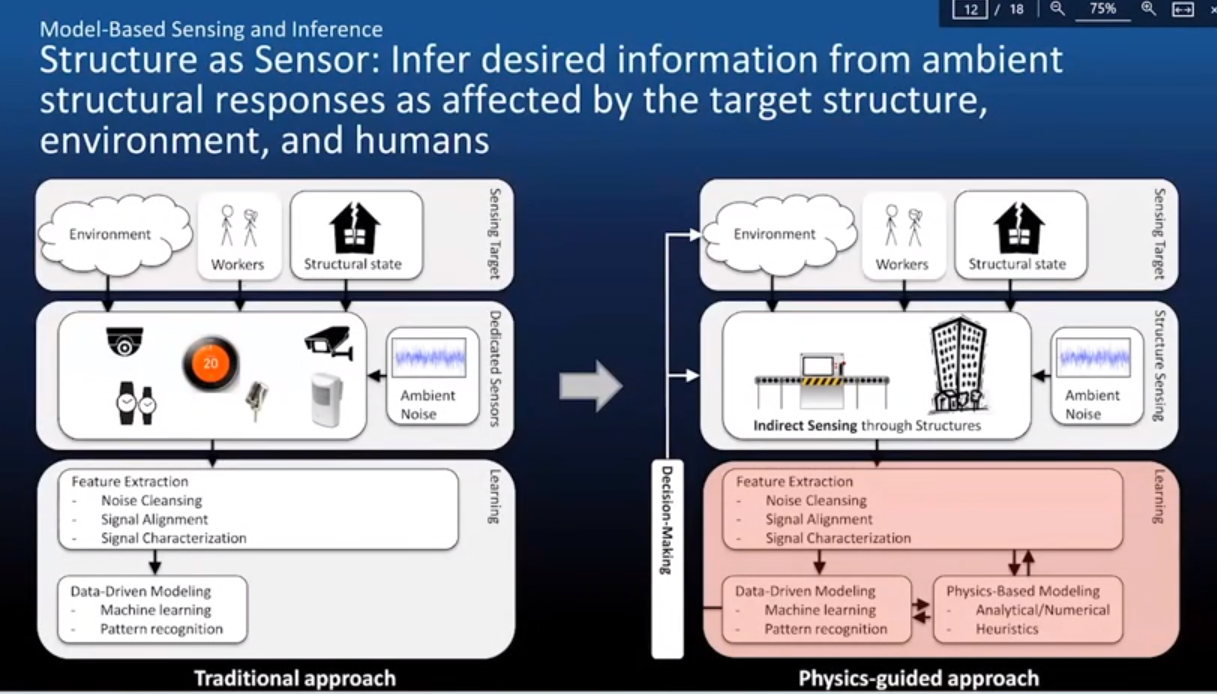 12 / 18 75%
Model-Based Sensing and Inference
Structure as Sensor: Infer desired information from ambient
structural responses as affected by the target structure,
environment, and humans
Environment
Workers
Structural state
Sensing Target
20
Ambient
Noise
Dedicated Sensors
Feature Extraction
- Noise Cleansing
- Signal Alignment
- Signal Characterization
Learning
Data-Driven Modeling
- Machine learning
- Pattern recognition
Traditional approach
Environment
Workers
Structural state
Sensing Target
Indirect Sensing through Structures
Ambient
Noise
Structure Sensing
Decision-Making
Feature Extraction
- Noise Cleansing
- Signal Alignment
- Signal Characterization
Learning
Data-Driven Modeling
- Machine learning
- Pattern recognition
Physics-Based Modeling
- Analytical/Numerical
- Heuristics
Physics-guided approach